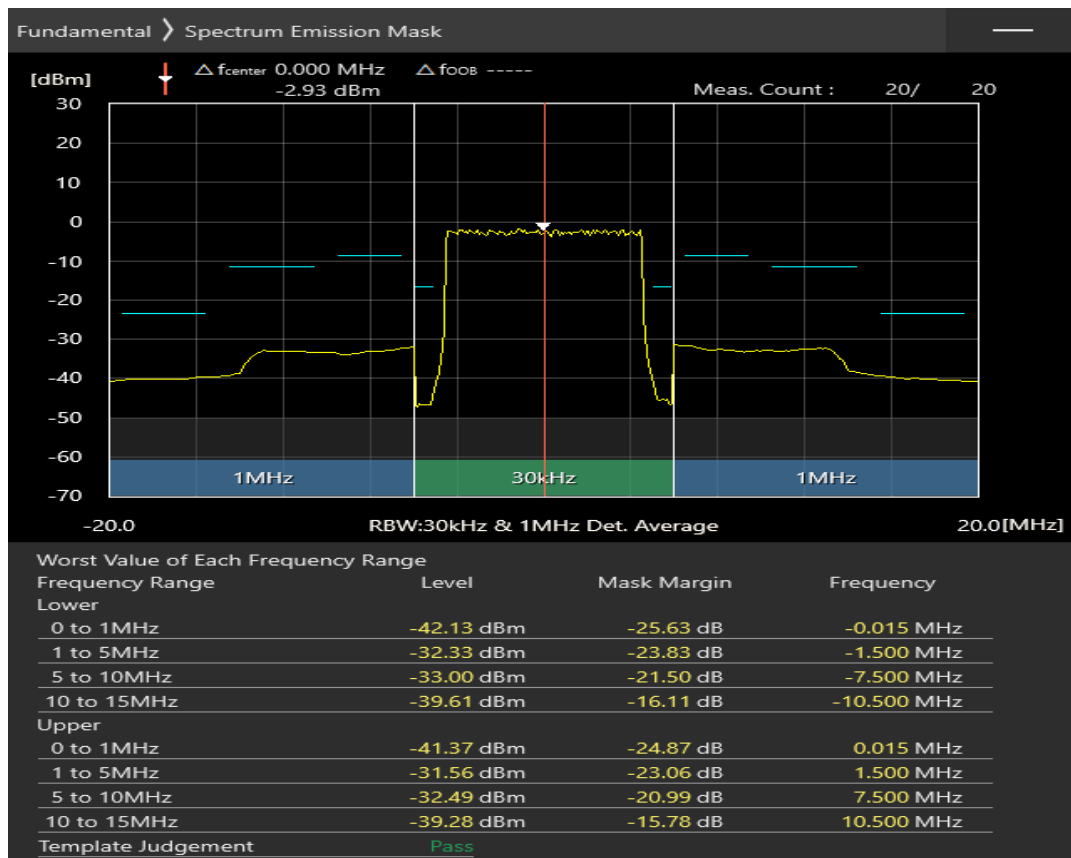 Fundamental ❯ Spectrum Emission Mask
[dBm] △ fcenter 0.000 MHz △ fOOB -----
-2.93 dBm Meas. Count : 20/ 20
30
20
10
0
-10
-20
-30
-40
-50
-60
1MHz 30kHz 1MHz
-70
-20.0 RBW:30kHz & 1MHz Det. Average 20.0[MHz]
Worst Value of Each Frequency Range
Frequency Range Level Mask Margin Frequency
Lower
0 to 1MHz -42.13 dBm -25.63 dB -0.015 MHz
1 to 5MHz -32.33 dBm -23.83 dB -1.500 MHz
5 to 10MHz -33.00 dBm -21.50 dB -7.500 MHz
10 to 15MHz -39.61 dBm -16.11 dB -10.500 MHz
Upper
0 to 1MHz -41.37 dBm -24.87 dB 0.015 MHz
1 to 5MHz -31.56 dBm -23.06 dB 1.500 MHz
5 to 10MHz -32.49 dBm -20.99 dB 7.500 MHz
10 to 15MHz -39.28 dBm -15.78 dB 10.500 MHz
Template Judgement Pass